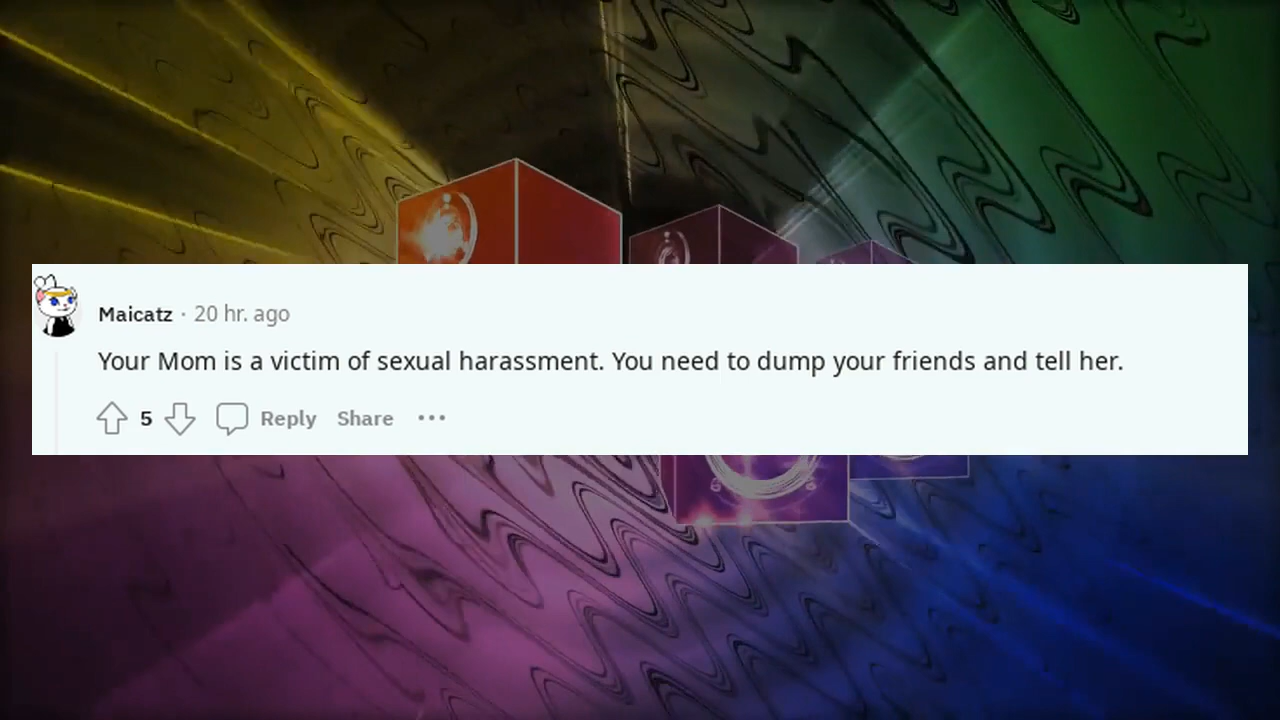 Maicatz · 20 hr. ago
Your Mom is a victim of sexual harassment. You need to dump your friends and tell her.
5 Reply Share ···